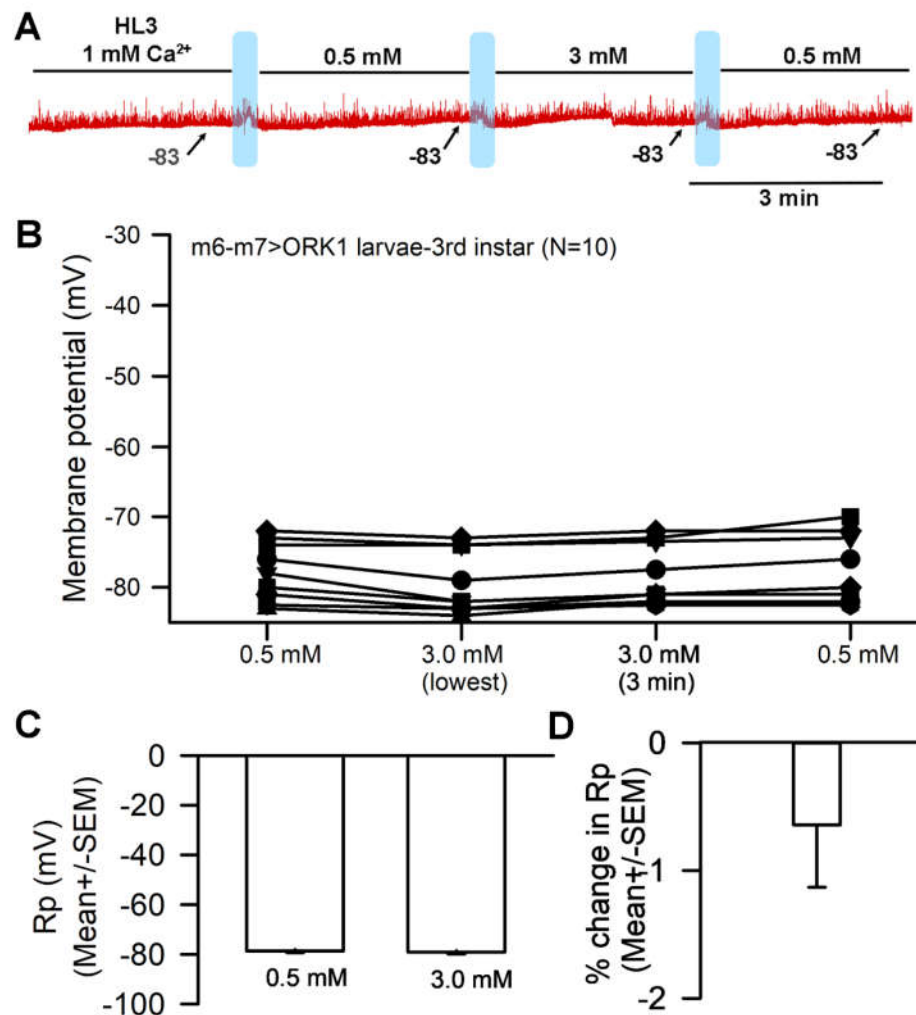 A
HL3
1 mM Ca²⁺
0.5 mM
3 mM
0.5 mM
-83
-83
-83
-83
3 min
B
m6-m7>ORK1 larvae-3rd instar (N=10)
Membrane potential (mV)
-30
-40
-50
-60
-70
-80
0.5 mM
3.0 mM
(lowest)
3.0 mM
(3 min)
0.5 mM
C
Rp (mV)
(Mean+/-SEM)
0
-20
-40
-60
-80
-100
0.5 mM
3.0 mM
D
% change in Rp
(Mean+/-SEM)
0
-1
-2